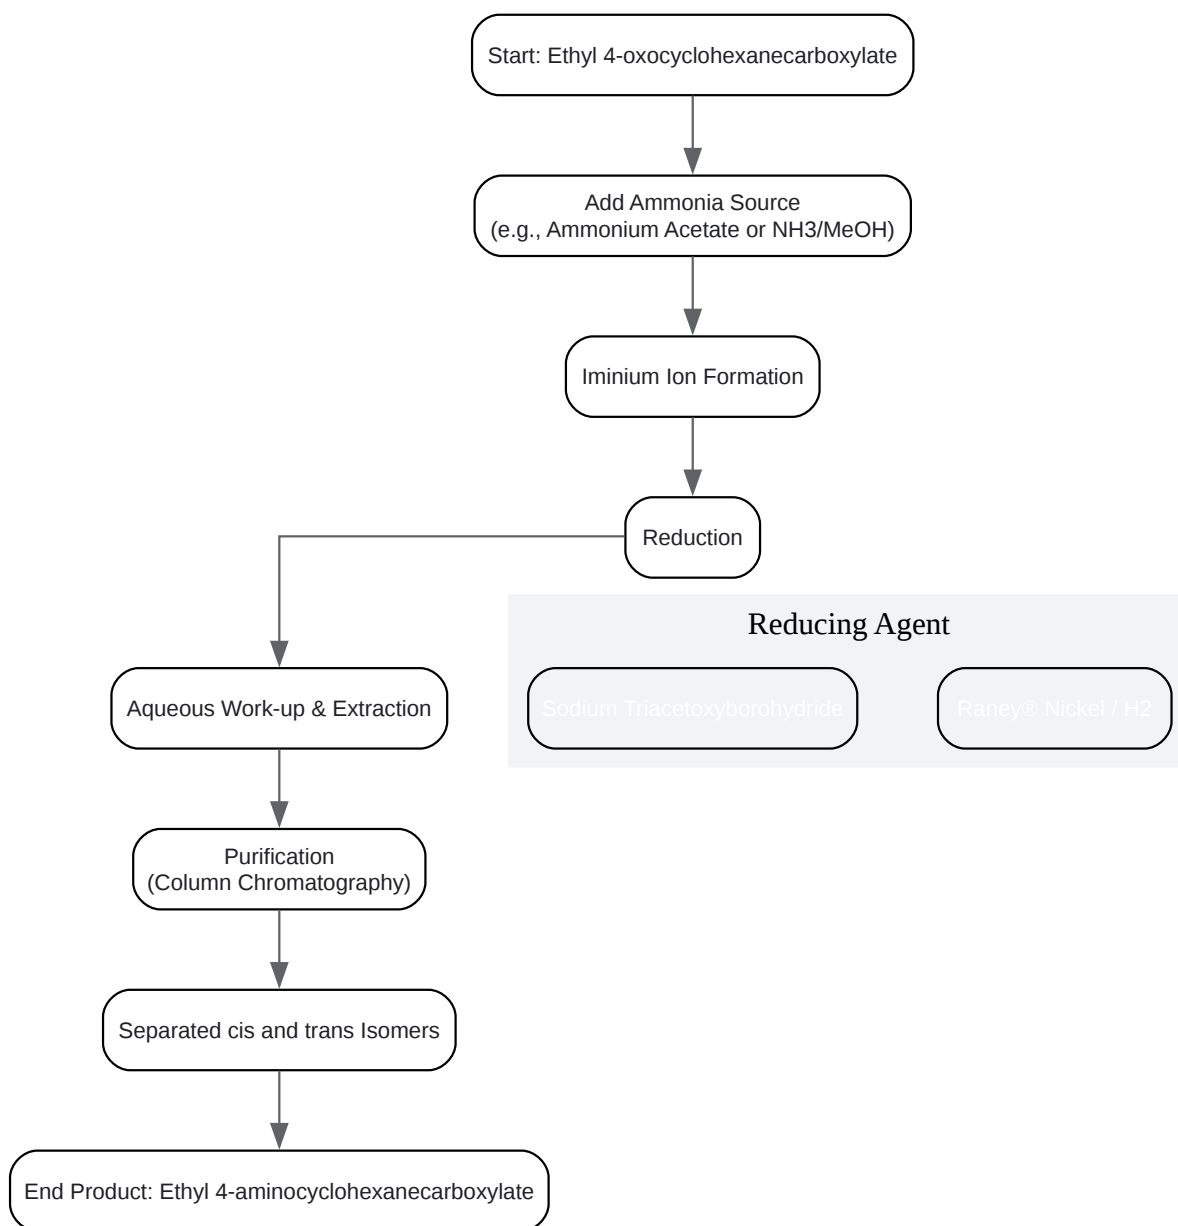 Start: Ethyl 4-oxocyclohexanecarboxylate
Add Ammonia Source
(e.g., Ammonium Acetate or NH3/MeOH)
Iminium Ion Formation
Reduction
Reducing Agent
Sodium Triacetoxyborohydride
Raney® Nickel / H2
Aqueous Work-up & Extraction
Purification
(Column Chromatography)
Separated cis and trans Isomers
End Product: Ethyl 4-aminocyclohexanecarboxylate